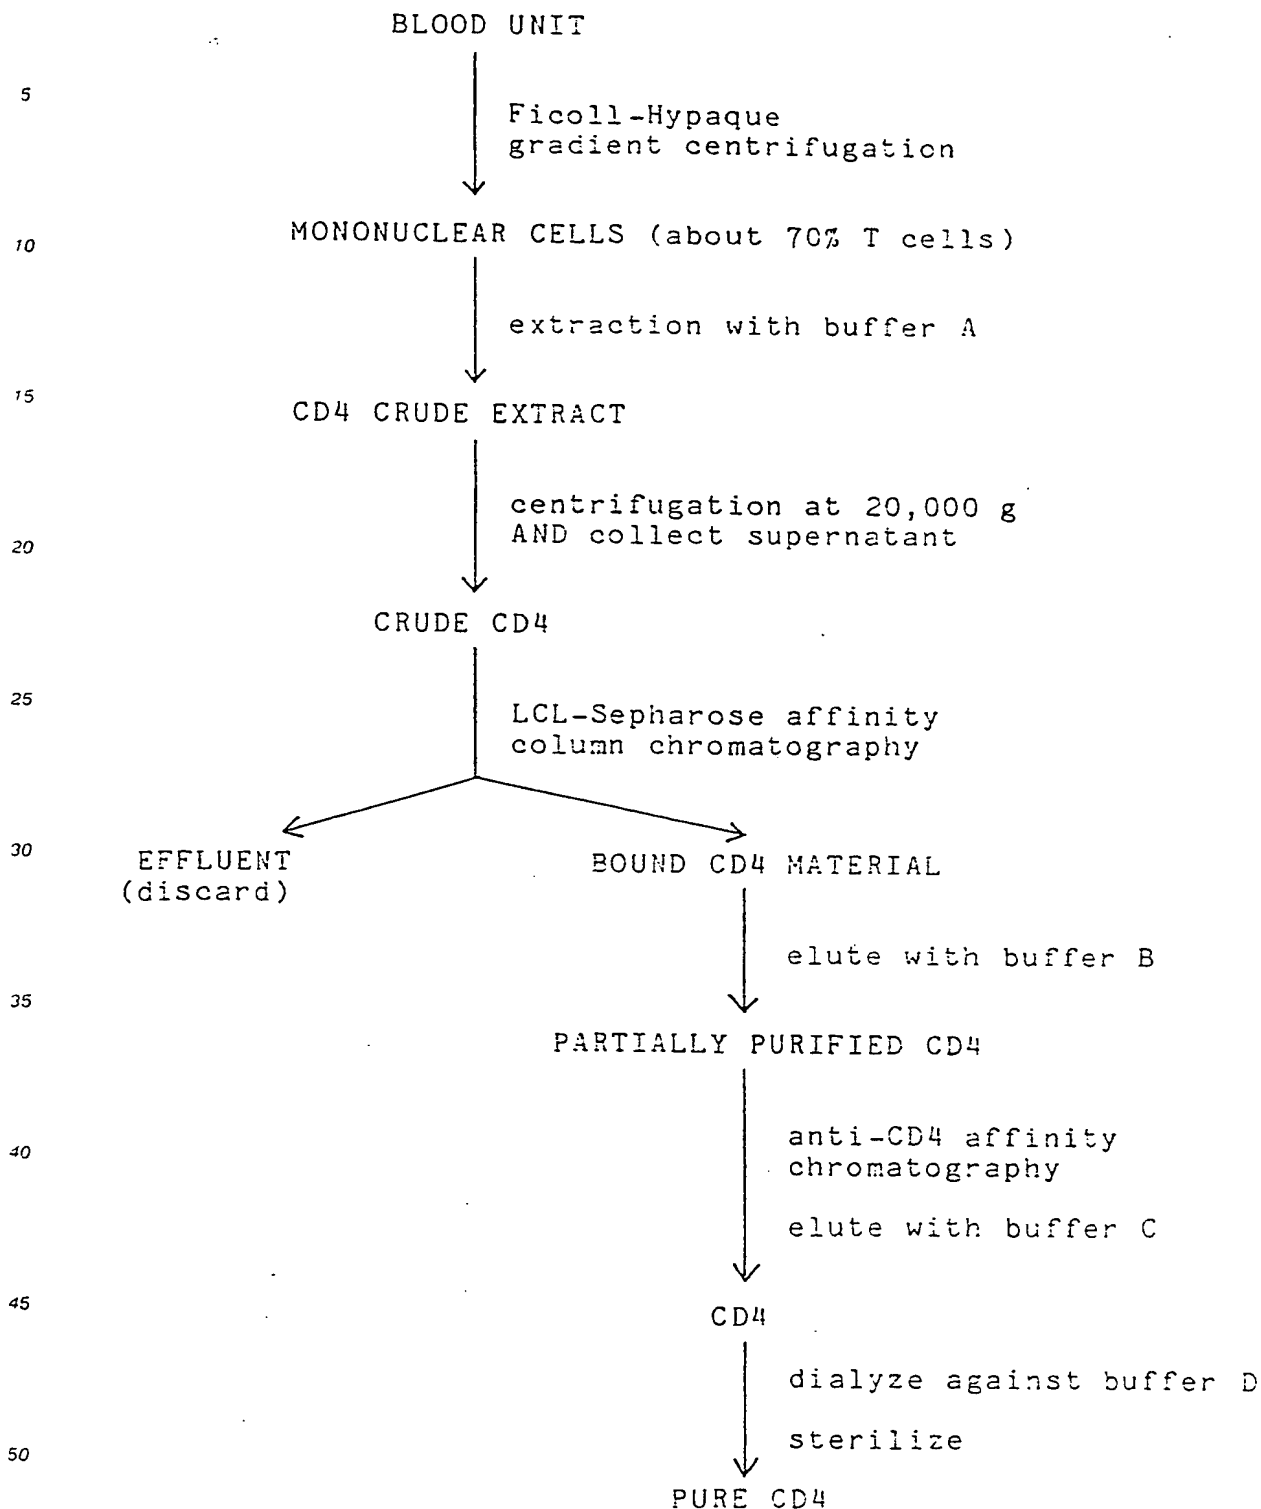 BLOOD UNIT
5
Ficoll-Hypaque
gradient centrifugation
10
MONONUCLEAR CELLS (about 70% T cells)
extraction with buffer A
15
CD4 CRUDE EXTRACT
centrifugation at 20,000 g
AND collect supernatant
20
CRUDE CD4
25
LCL-Sepharose affinity
column chromatography
30
EFFLUENT
(discard)
BOUND CD4 MATERIAL
elute with buffer B
35
PARTIALLY PURIFIED CD4
anti-CD4 affinity
chromatography
40
elute with buffer C
45
CD4
dialyze against buffer D
sterilize
50
PURE CD4